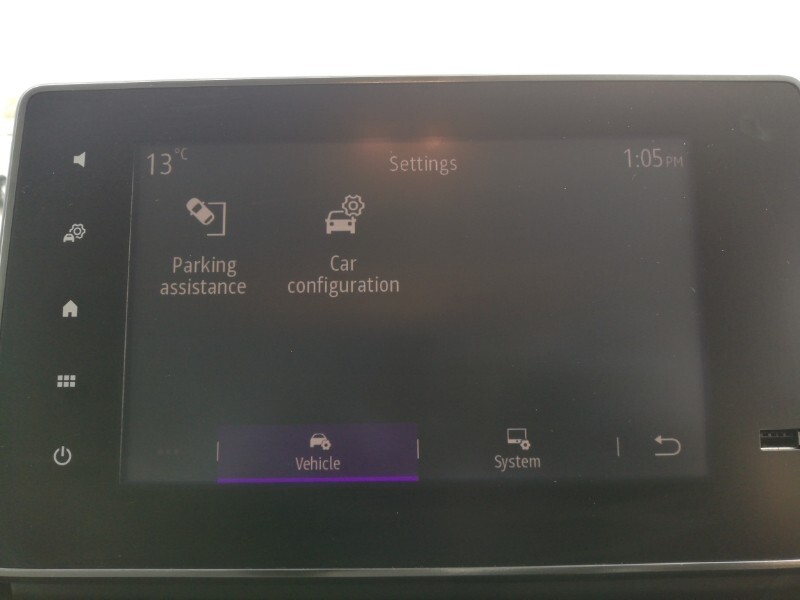 13°C
Settings
1:05PM
Parking
assistance
Car
configuration
Vehicle
System